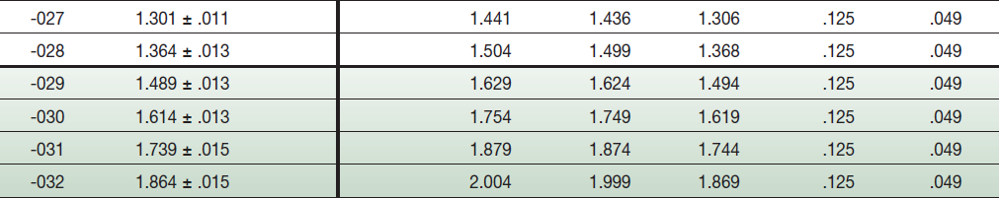 -027 1.301 ± .011 1.441 1.436 1.306 .125 .049
-028 1.364 ± .013 1.504 1.499 1.368 .125 .049
-029 1.489 ± .013 1.629 1.624 1.494 .125 .049
-030 1.614 ± .013 1.754 1.749 1.619 .125 .049
-031 1.739 ± .015 1.879 1.874 1.744 .125 .049
-032 1.864 ± .015 2.004 1.999 1.869 .125 .049